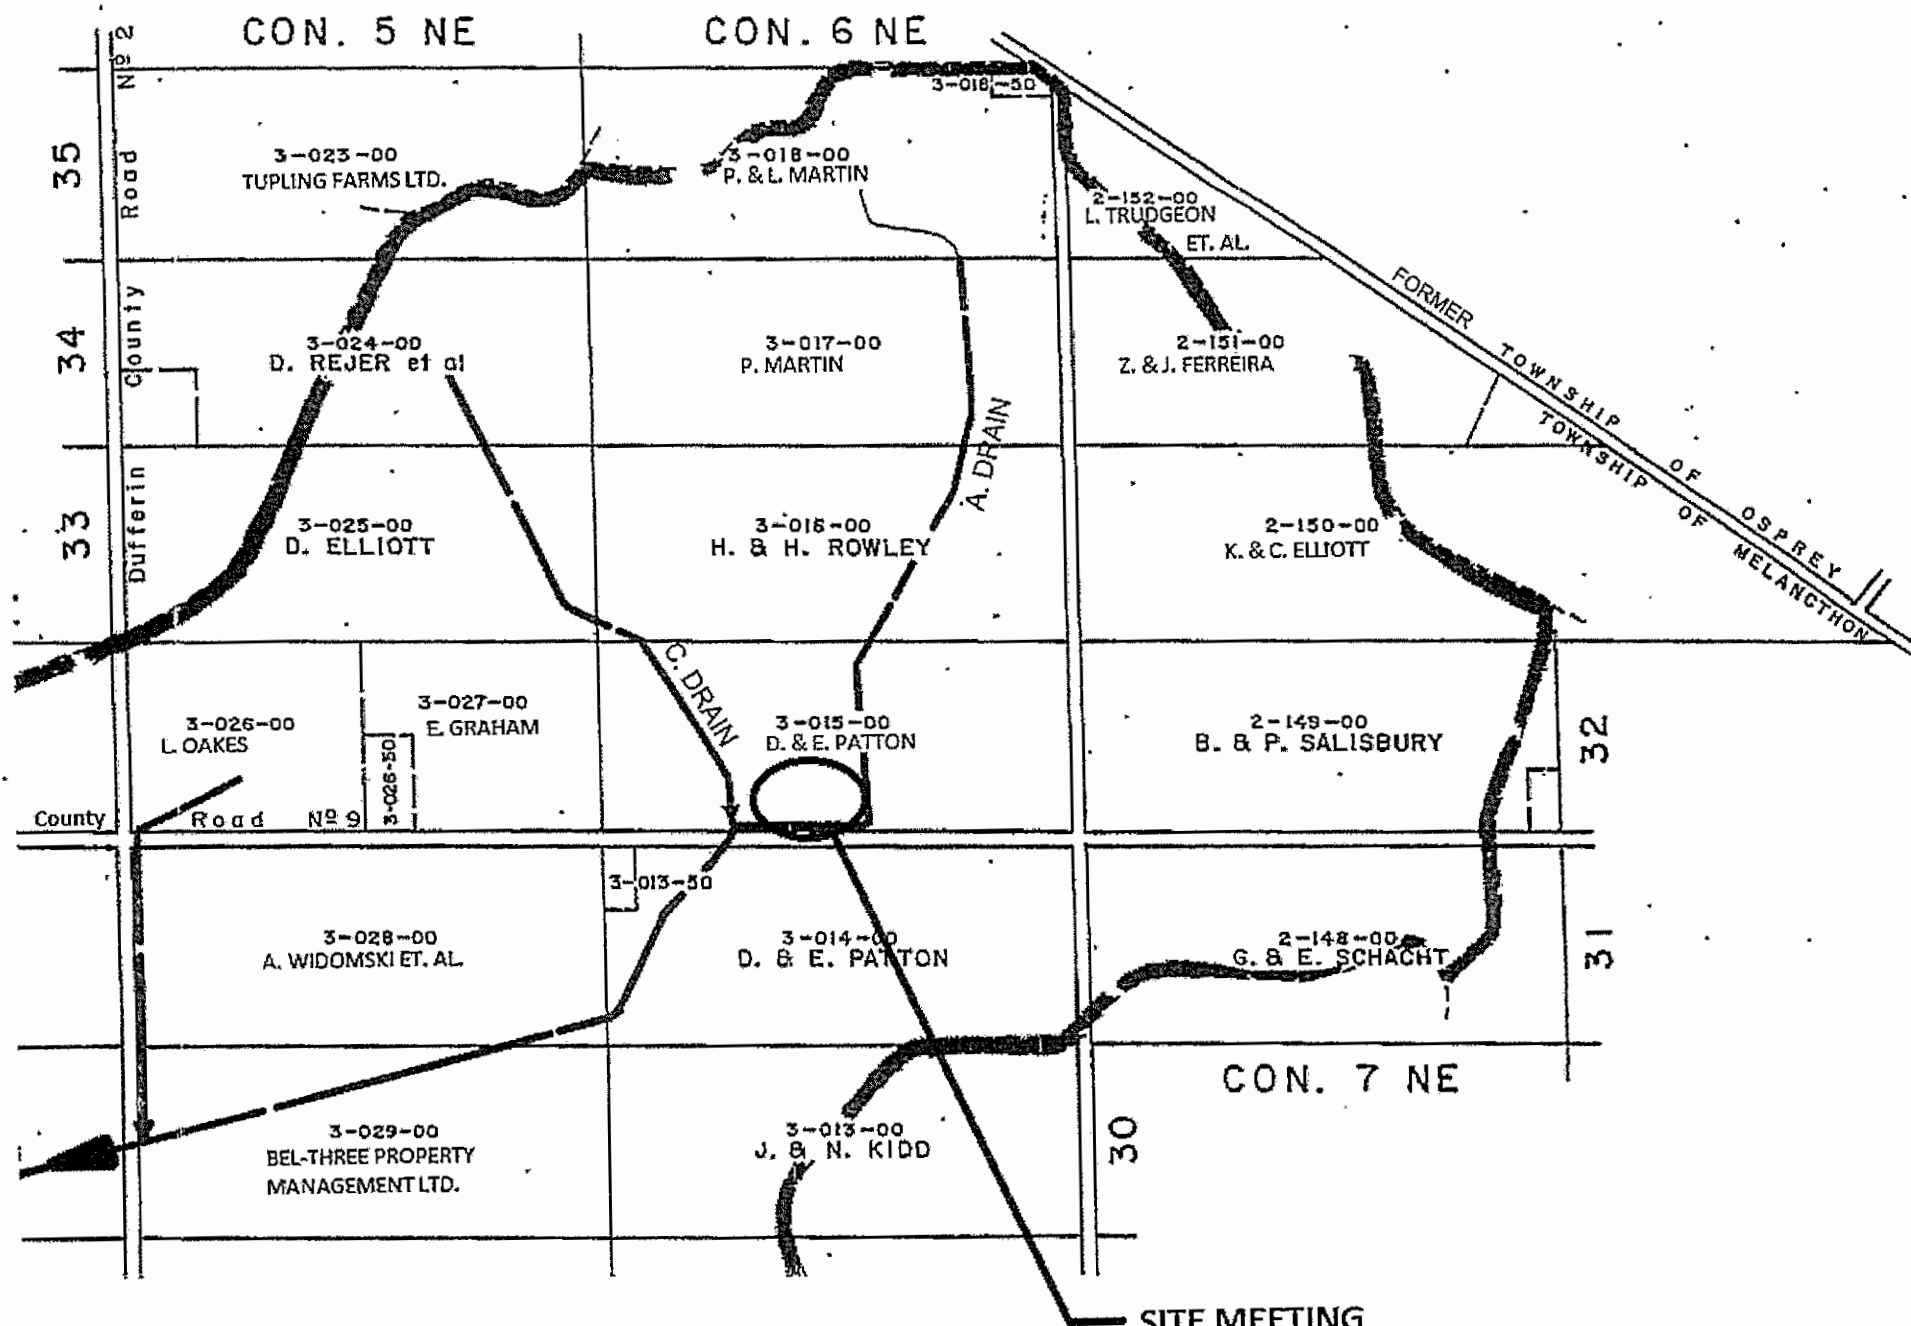 CON. 5 NE
CON. 6 NE
Dufferin County Road Nº 2
35
3-018-50
3-023-00
TUPLING FARMS LTD.
3-018-00
P. & L. MARTIN
2-152-00
L. TRUDGEON
ET. AL.
FORMER TOWNSHIP OF OSPREY
TOWNSHIP OF MELANCTHON
34
3-024-00
D. REJER et al
3-017-00
P. MARTIN
2-151-00
Z. & J. FERREIRA
A. DRAIN
33
3-025-00
D. ELLIOTT
3-016-00
H. & H. ROWLEY
2-150-00
K. & C. ELLIOTT
C. DRAIN
3-026-00
L. OAKES
3-027-00
E. GRAHAM
3-026-50
3-015-00
D. & E. PATTON
2-149-00
B. & P. SALISBURY
32
County Road Nº 9
3-013-50
3-028-00
A. WIDOMSKI ET. AL.
3-014-00
D. & E. PATTON
2-148-00
G. & E. SCHACHT
31
CON. 7 NE
3-029-00
BEL-THREE PROPERTY
MANAGEMENT LTD.
3-013-00
J. & N. KIDD
30
SITE MEETING